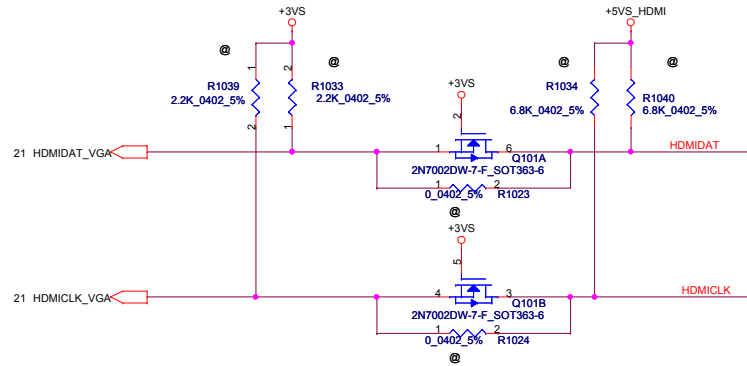 +3VS
+5VS_HDMI
@
@
@
@
1
2
R1039
2.2K_0402_5%
R1033
2.2K_0402_5%
2
1
+3VS
2
R1034
6.8K_0402_5%
R1040
6.8K_0402_5%
21 HDMIDAT_VGA
1
6
HDMIDAT
Q101A
2N7002DW-7-F_SOT363-6
1
2
0_0402_5%
R1023
@
+3VS
5
21 HDMICLK_VGA
4
3
HDMICLK
Q101B
2N7002DW-7-F_SOT363-6
1
2
0_0402_5%
R1024
@